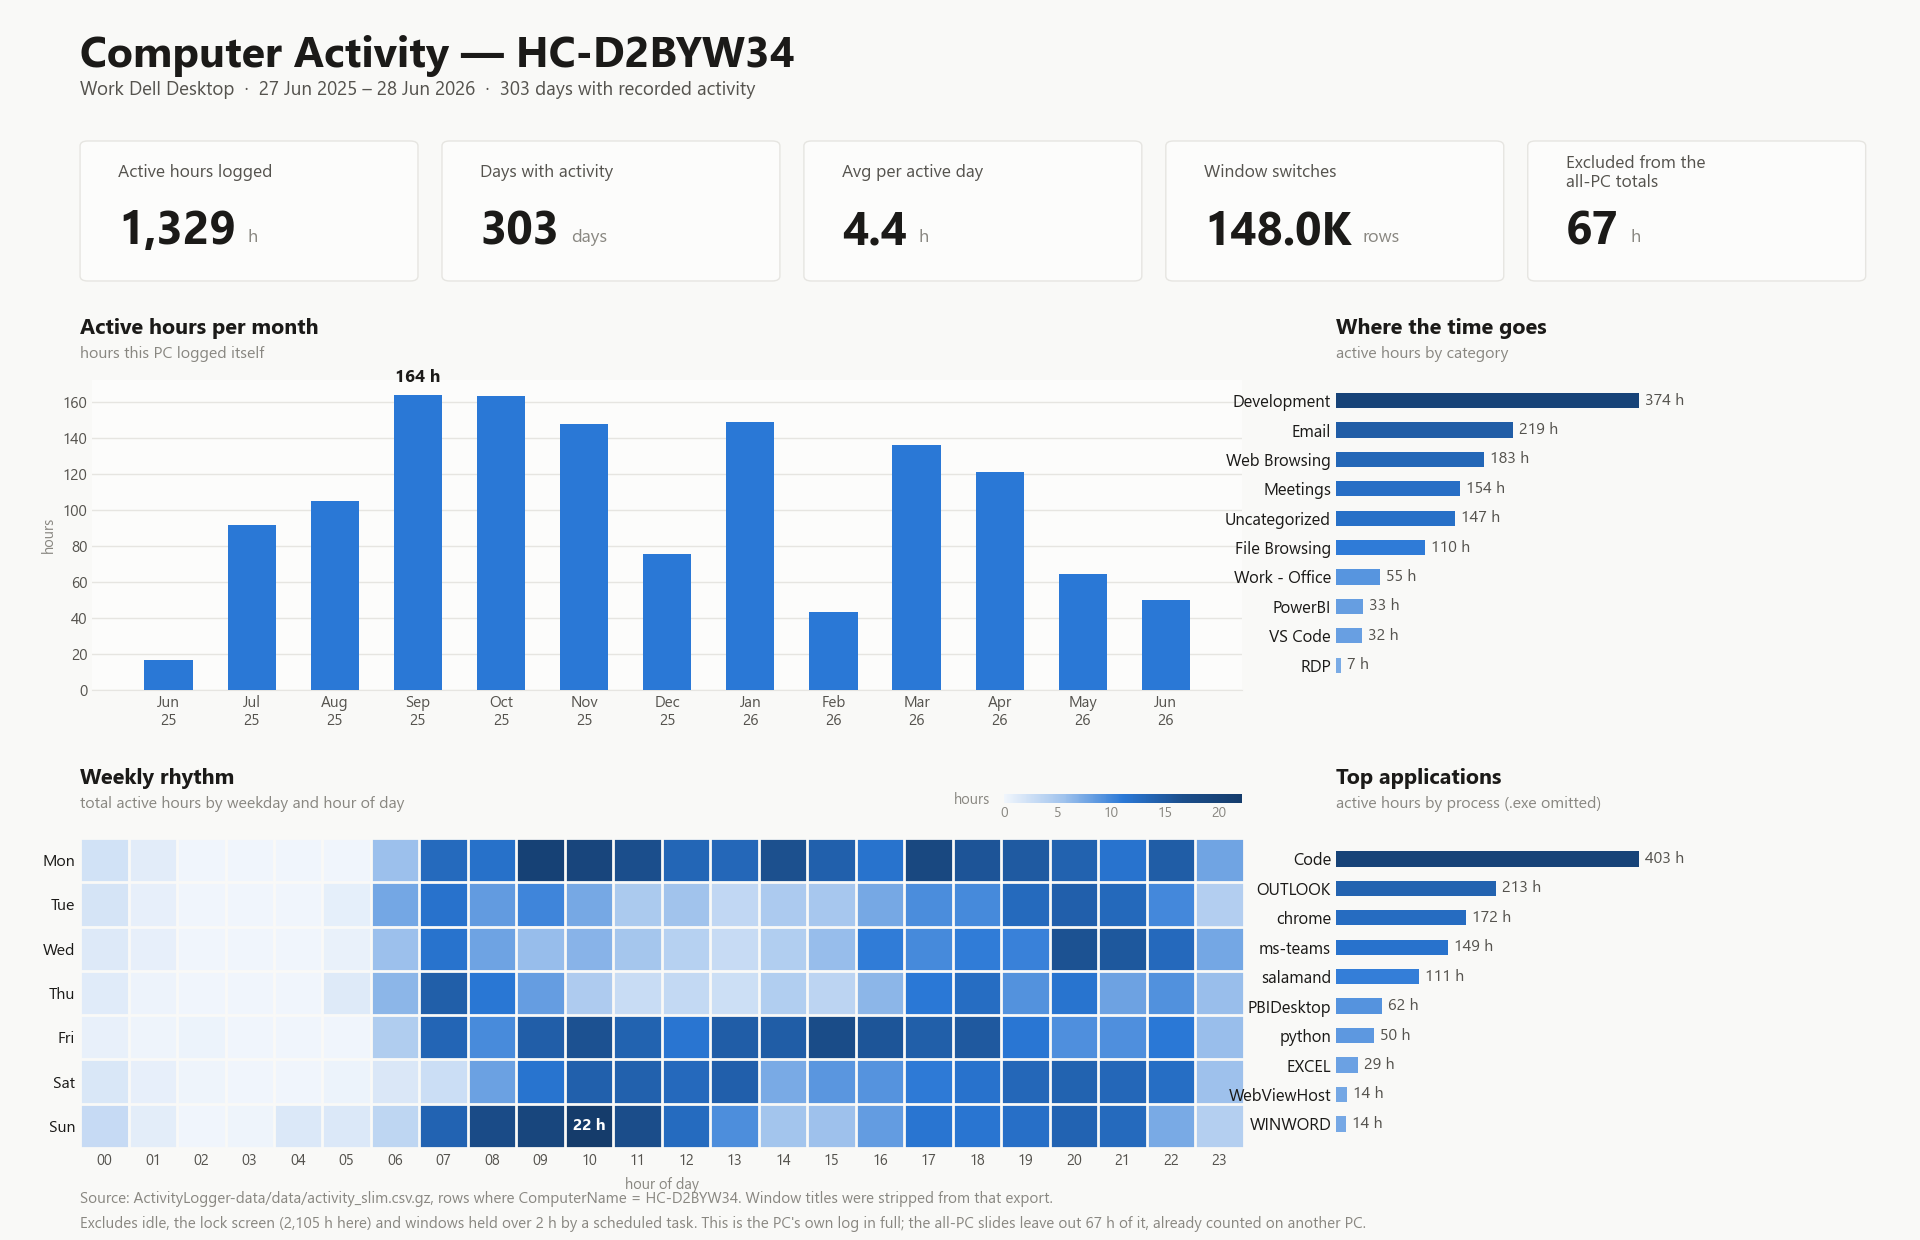 Computer Activity — HC-D2BYW34
Work Dell Desktop · 27 Jun 2025 – 28 Jun 2026 · 303 days with recorded activity
Active hours logged
1,329 h
Days with activity
303 days
Avg per active day
4.4 h
Window switches
148.0K rows
Excluded from the
all-PC totals
67 h
Active hours per month
hours this PC logged itself
164 h
hours
160
140
120
100
80
60
40
20
0
Jun 25
Jul 25
Aug 25
Sep 25
Oct 25
Nov 25
Dec 25
Jan 26
Feb 26
Mar 26
Apr 26
May 26
Jun 26
Where the time goes
active hours by category
Development 374 h
Email 219 h
Web Browsing 183 h
Meetings 154 h
Uncategorized 147 h
File Browsing 110 h
Work - Office 55 h
PowerBI 33 h
VS Code 32 h
RDP 7 h
Weekly rhythm
total active hours by weekday and hour of day
hours
0 5 10 15 20
Mon
Tue
Wed
Thu
Fri
Sat
Sun
22 h
00 01 02 03 04 05 06 07 08 09 10 11 12 13 14 15 16 17 18 19 20 21 22 23
hour of day
Top applications
active hours by process (.exe omitted)
Code 403 h
OUTLOOK 213 h
chrome 172 h
ms-teams 149 h
salamand 111 h
PBIDesktop 62 h
python 50 h
EXCEL 29 h
WebViewHost 14 h
WINWORD 14 h
Source: ActivityLogger-data/data/activity_slim.csv.gz, rows where ComputerName = HC-D2BYW34. Window titles were stripped from that export.
Excludes idle, the lock screen (2,105 h here) and windows held over 2 h by a scheduled task. This is the PC's own log in full; the all-PC slides leave out 67 h of it, already counted on another PC.